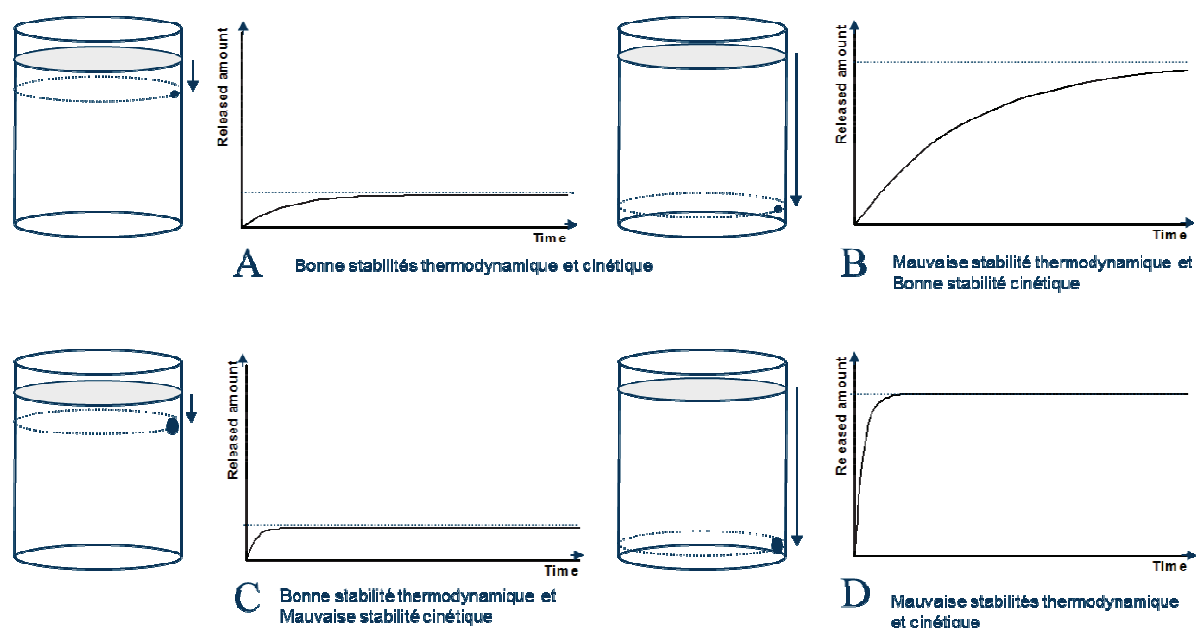 Released amount
Time
A
Bonne stabilités thermodynamique et cinétique
Released amount
Time
B
Mauvaise stabilité thermodynamique et
Bonne stabilité cinétique
Released amount
Time
C
Bonne stabilité thermodynamique et
Mauvaise stabilité cinétique
Released amount
Time
D
Mauvaise stabilités thermodynamique
et cinétique